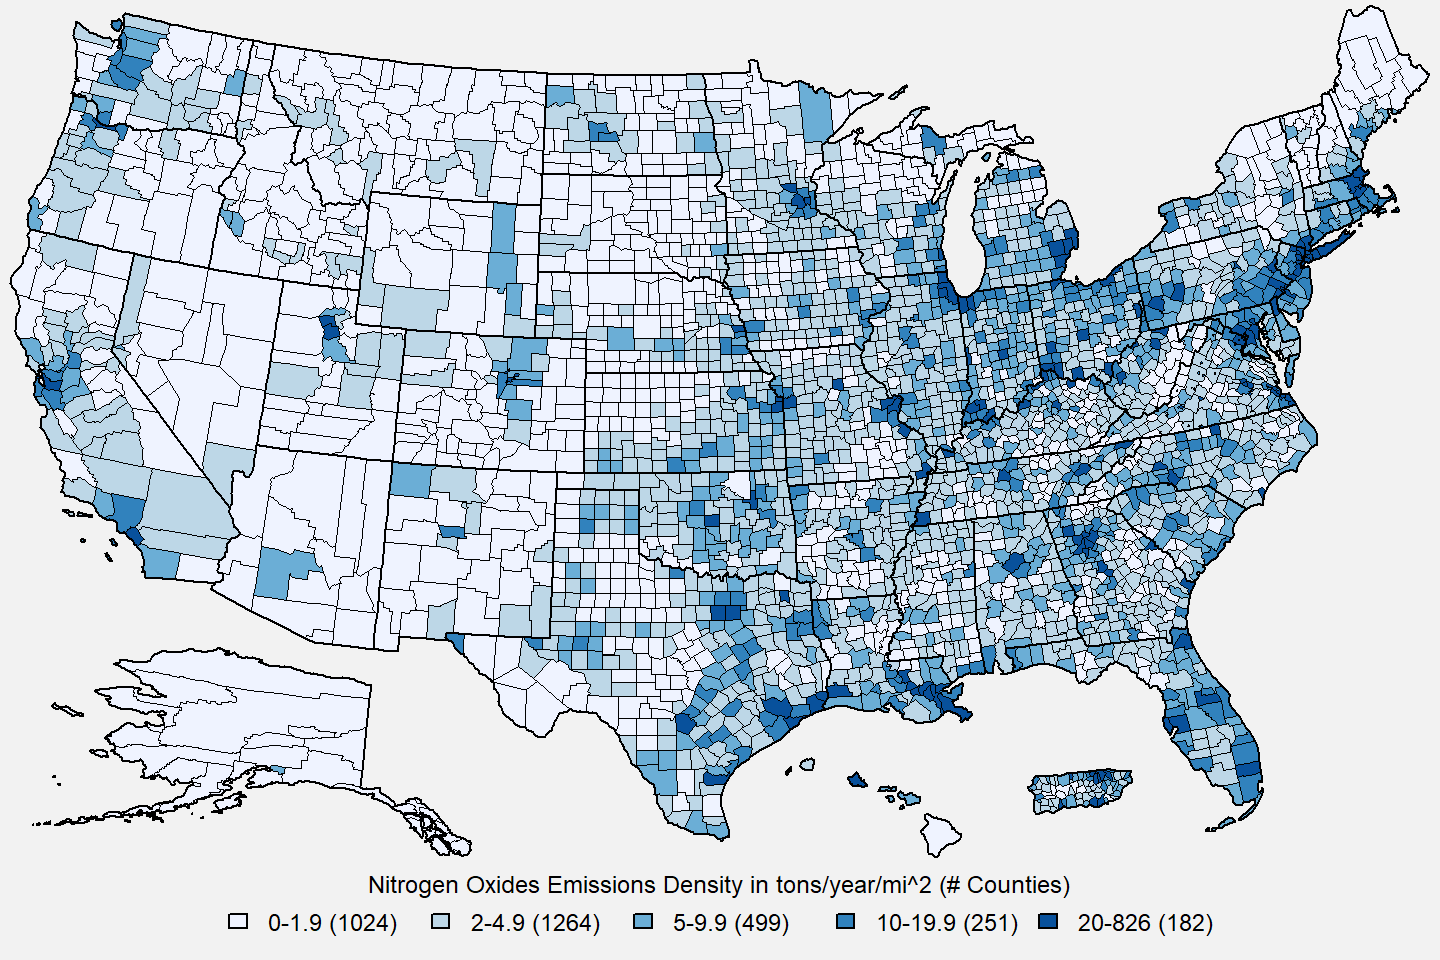 Nitrogen Oxides Emissions Density in tons/year/mi^2 (# Counties)
0-1.9 (1024) 2-4.9 (1264) 5-9.9 (499) 10-19.9 (251) 20-826 (182)